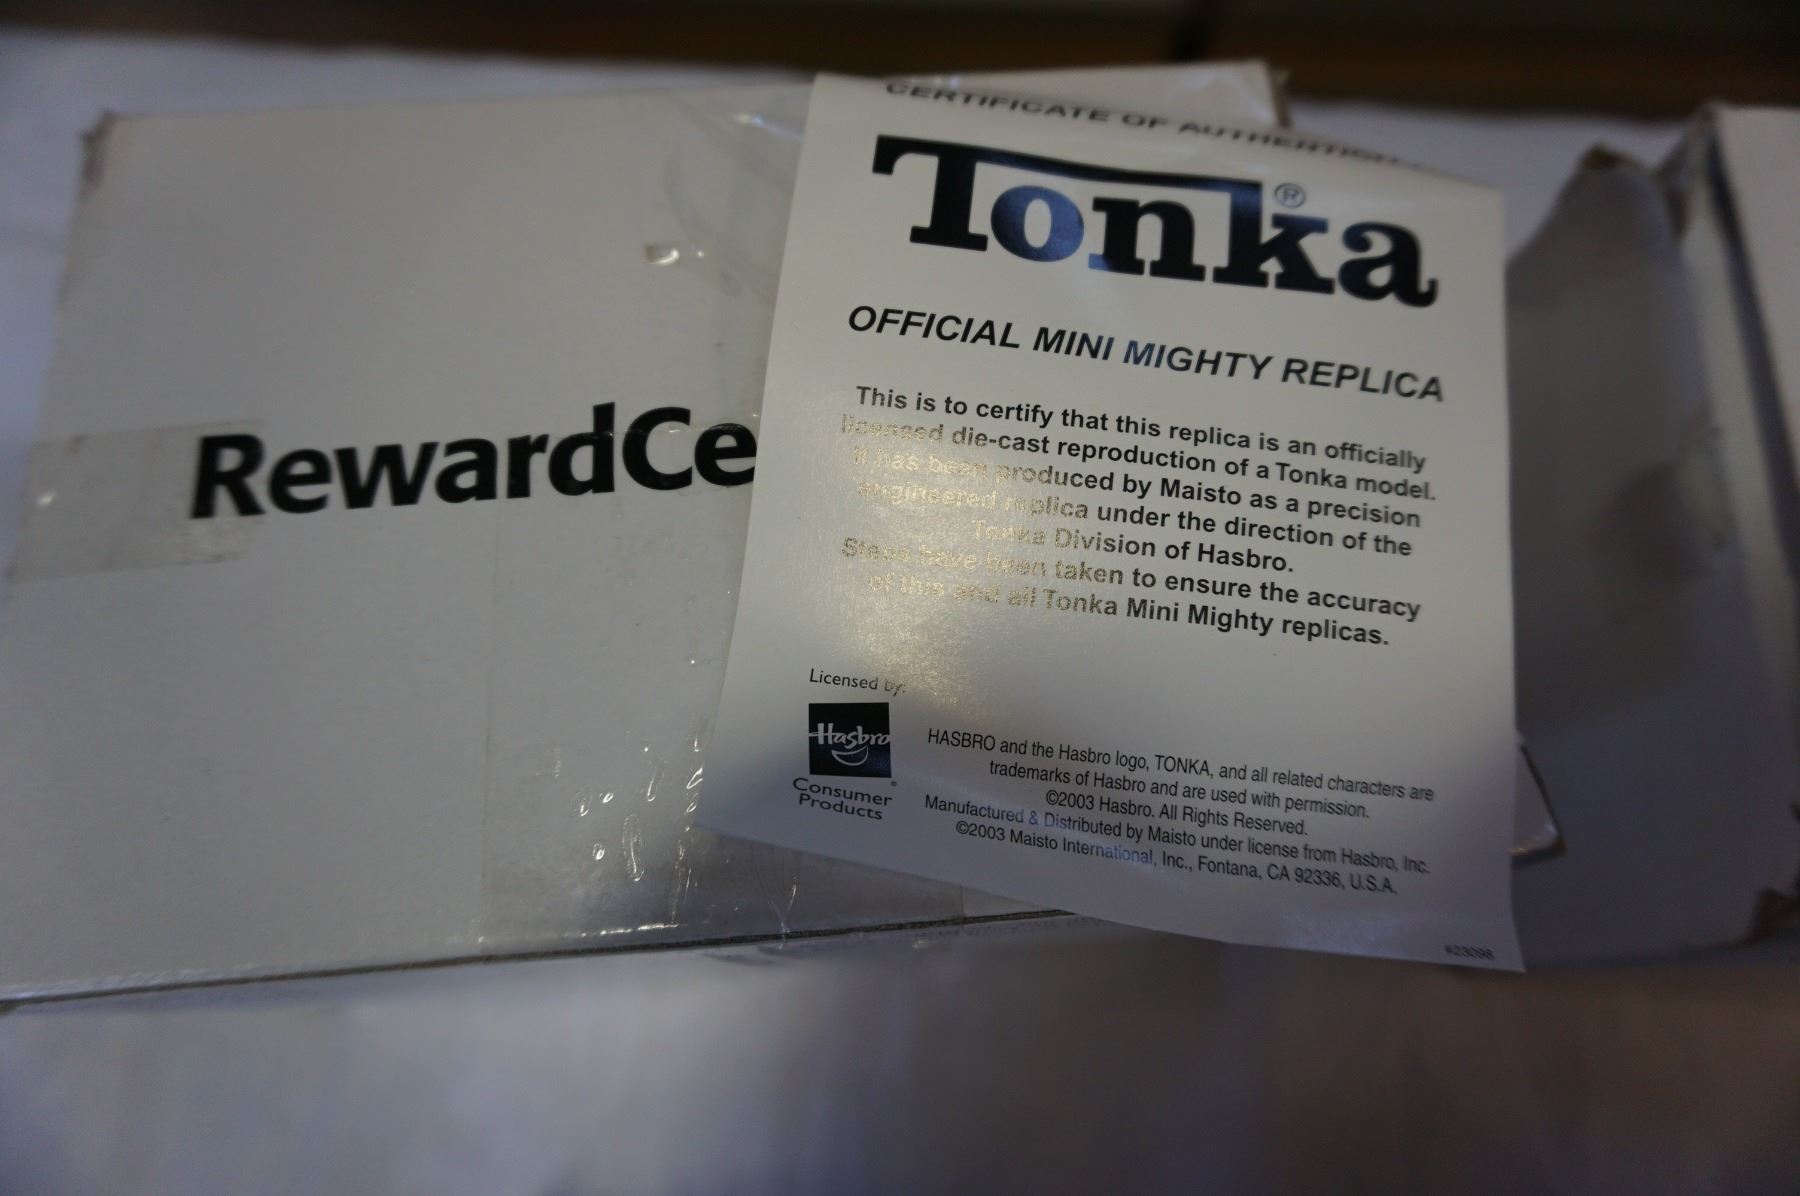 CERTIFICATE OF AUTHENTICI
Tonka®
OFFICIAL MINI MIGHTY REPLICA
This is to certify that this replica is an officially
licensed die-cast reproduction of a Tonka model.
It has been produced by Maisto as a precision
engineered replica under the direction of the
Tonka Division of Hasbro.
Steps have been taken to ensure the accuracy
of this and all Tonka Mini Mighty replicas.
Licensed by:
Hasbro
Consumer
Products
HASBRO and the Hasbro logo, TONKA, and all related characters are
trademarks of Hasbro and are used with permission.
©2003 Hasbro. All Rights Reserved.
Manufactured & Distributed by Maisto under license from Hasbro, Inc.
©2003 Maisto International, Inc., Fontana, CA 92336, U.S.A.
#23098
RewardCe